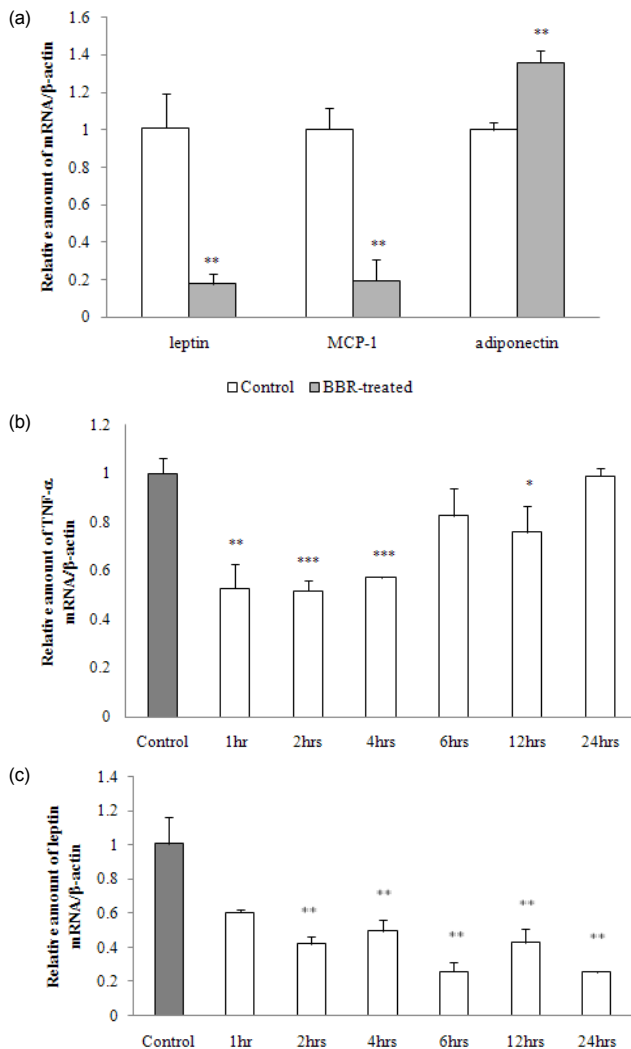 (a)
Relative amount of mRNA/β-actin
1.6
1.4
1.2
1
0.8
0.6
0.4
0.2
0
**
**
**
leptin
MCP-1
adiponectin
Control
BBR-treated
(b)
Relative amount of TNF-α
mRNA/β-actin
1.2
1
0.8
0.6
0.4
0.2
0
**
***
***
*
Control
1hr
2hrs
4hrs
6hrs
12hrs
24hrs
(c)
Relative amount of leptin
mRNA/β-actin
1.4
1.2
1
0.8
0.6
0.4
0.2
0
**
**
**
**
**
Control
1hr
2hrs
4hrs
6hrs
12hrs
24hrs